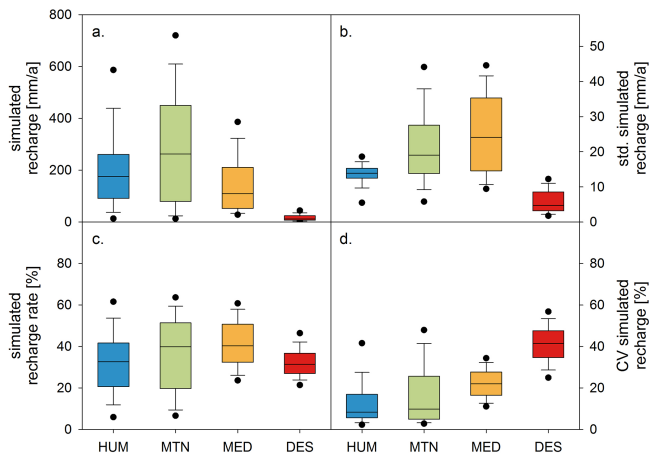 800
600
400
200
0
simulated
recharge [mm/a]
a.
b.
50
40
30
20
10
0
std. simulated
recharge [mm/a]
80
60
40
20
0
simulated
recharge rate [%]
c.
d.
80
60
40
20
0
CV simulated
recharge [%]
HUM MTN MED DES HUM MTN MED DES